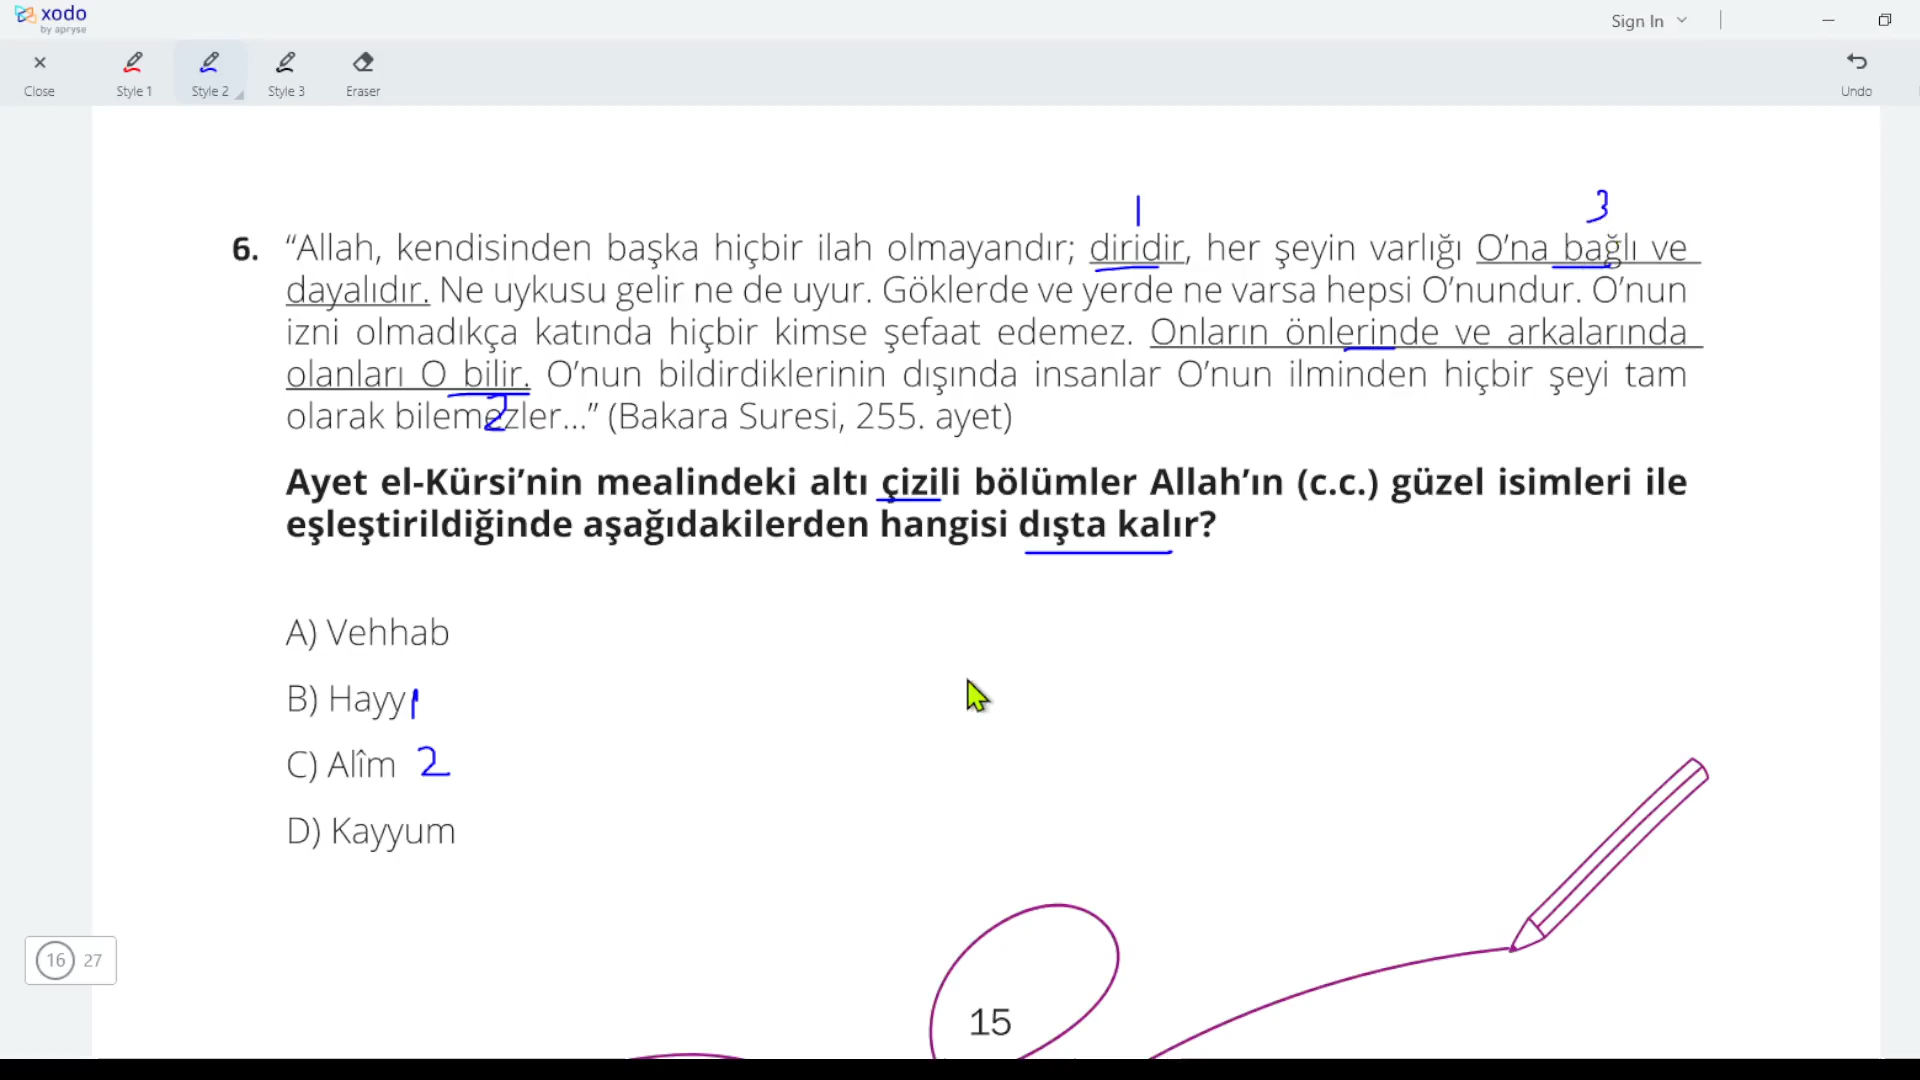 xodo
by apryse
Sign In
Close
Style 1
Style 2
Style 3
Eraser
Undo
1
3
6. “Allah, kendisinden başka hiçbir ilah olmayandır; diridir, her şeyin varlığı O’na bağlı ve
dayalıdır. Ne uykusu gelir ne de uyur. Göklerde ve yerde ne varsa hepsi O’nundur. O’nun
izni olmadıkça katında hiçbir kimse şefaat edemez. Onların önlerinde ve arkalarında
olanları O bilir. O’nun bildirdiklerinin dışında insanlar O’nun ilminden hiçbir şeyi tam
olarak bilemezler...” (Bakara Suresi, 255. ayet)
2
Ayet el-Kürsi’nin mealindeki altı çizili bölümler Allah’ın (c.c.) güzel isimleri ile
eşleştirildiğinde aşağıdakilerden hangisi dışta kalır?
A) Vehhab
B) Hayy 1
C) Alîm 2
D) Kayyum
16 27
15